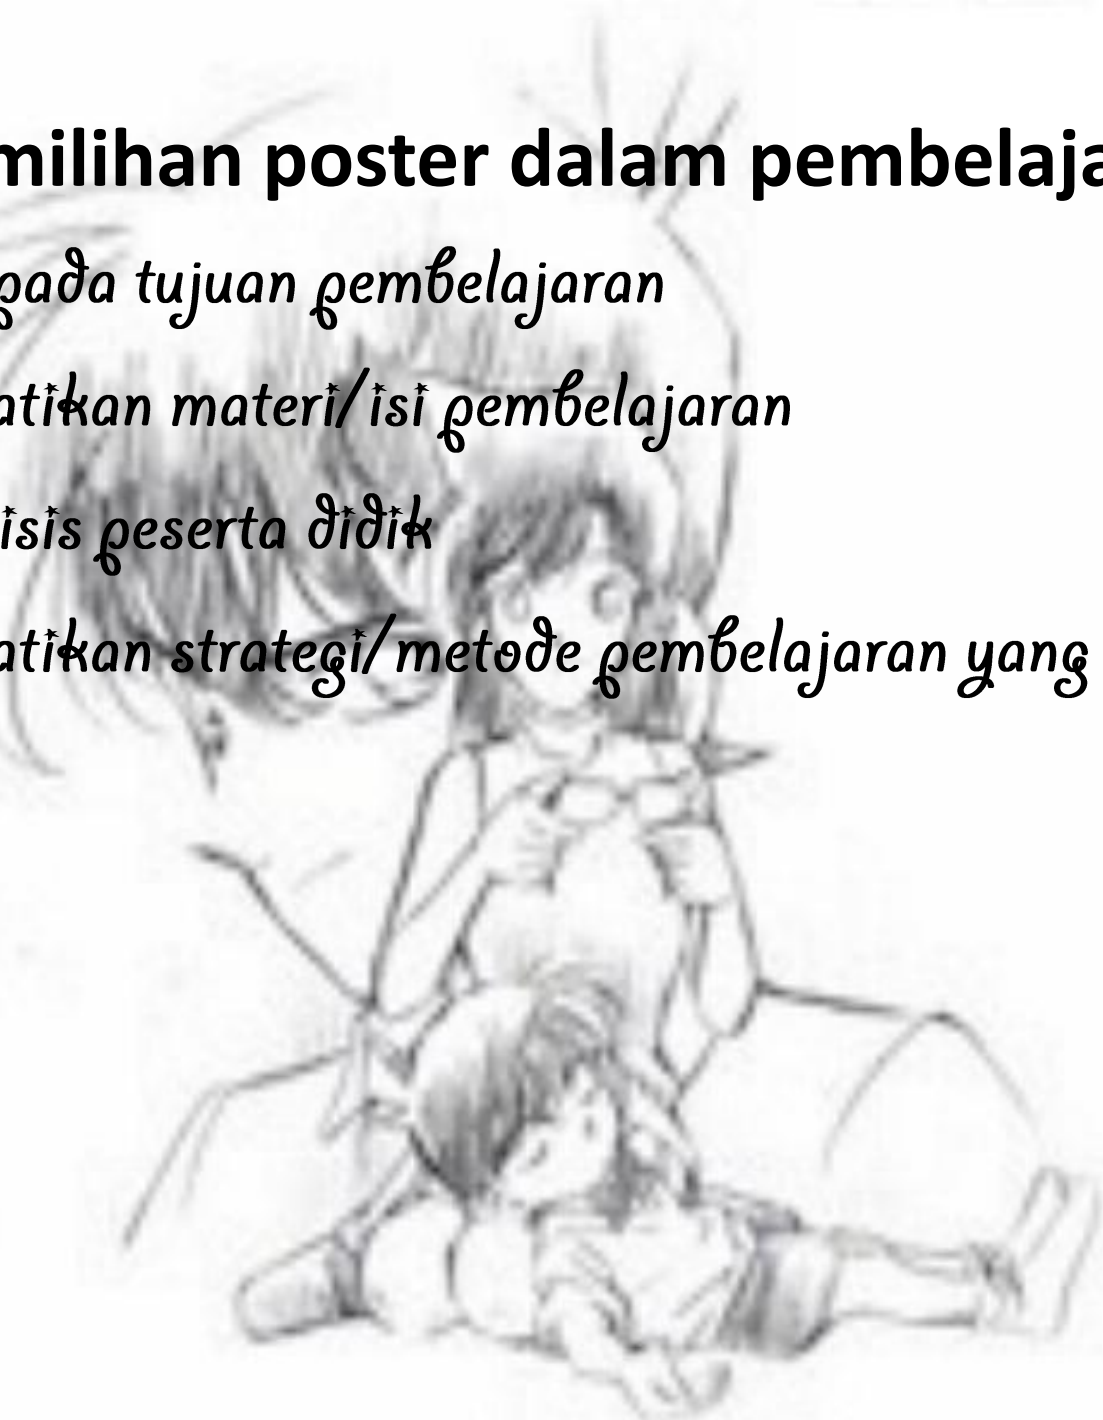 milihan poster dalam pembelaja
pada tujuan pembelajaran
atikan materi/isi pembelajaran
isis peserta didik
atikan strategi/metode pembelajaran yang